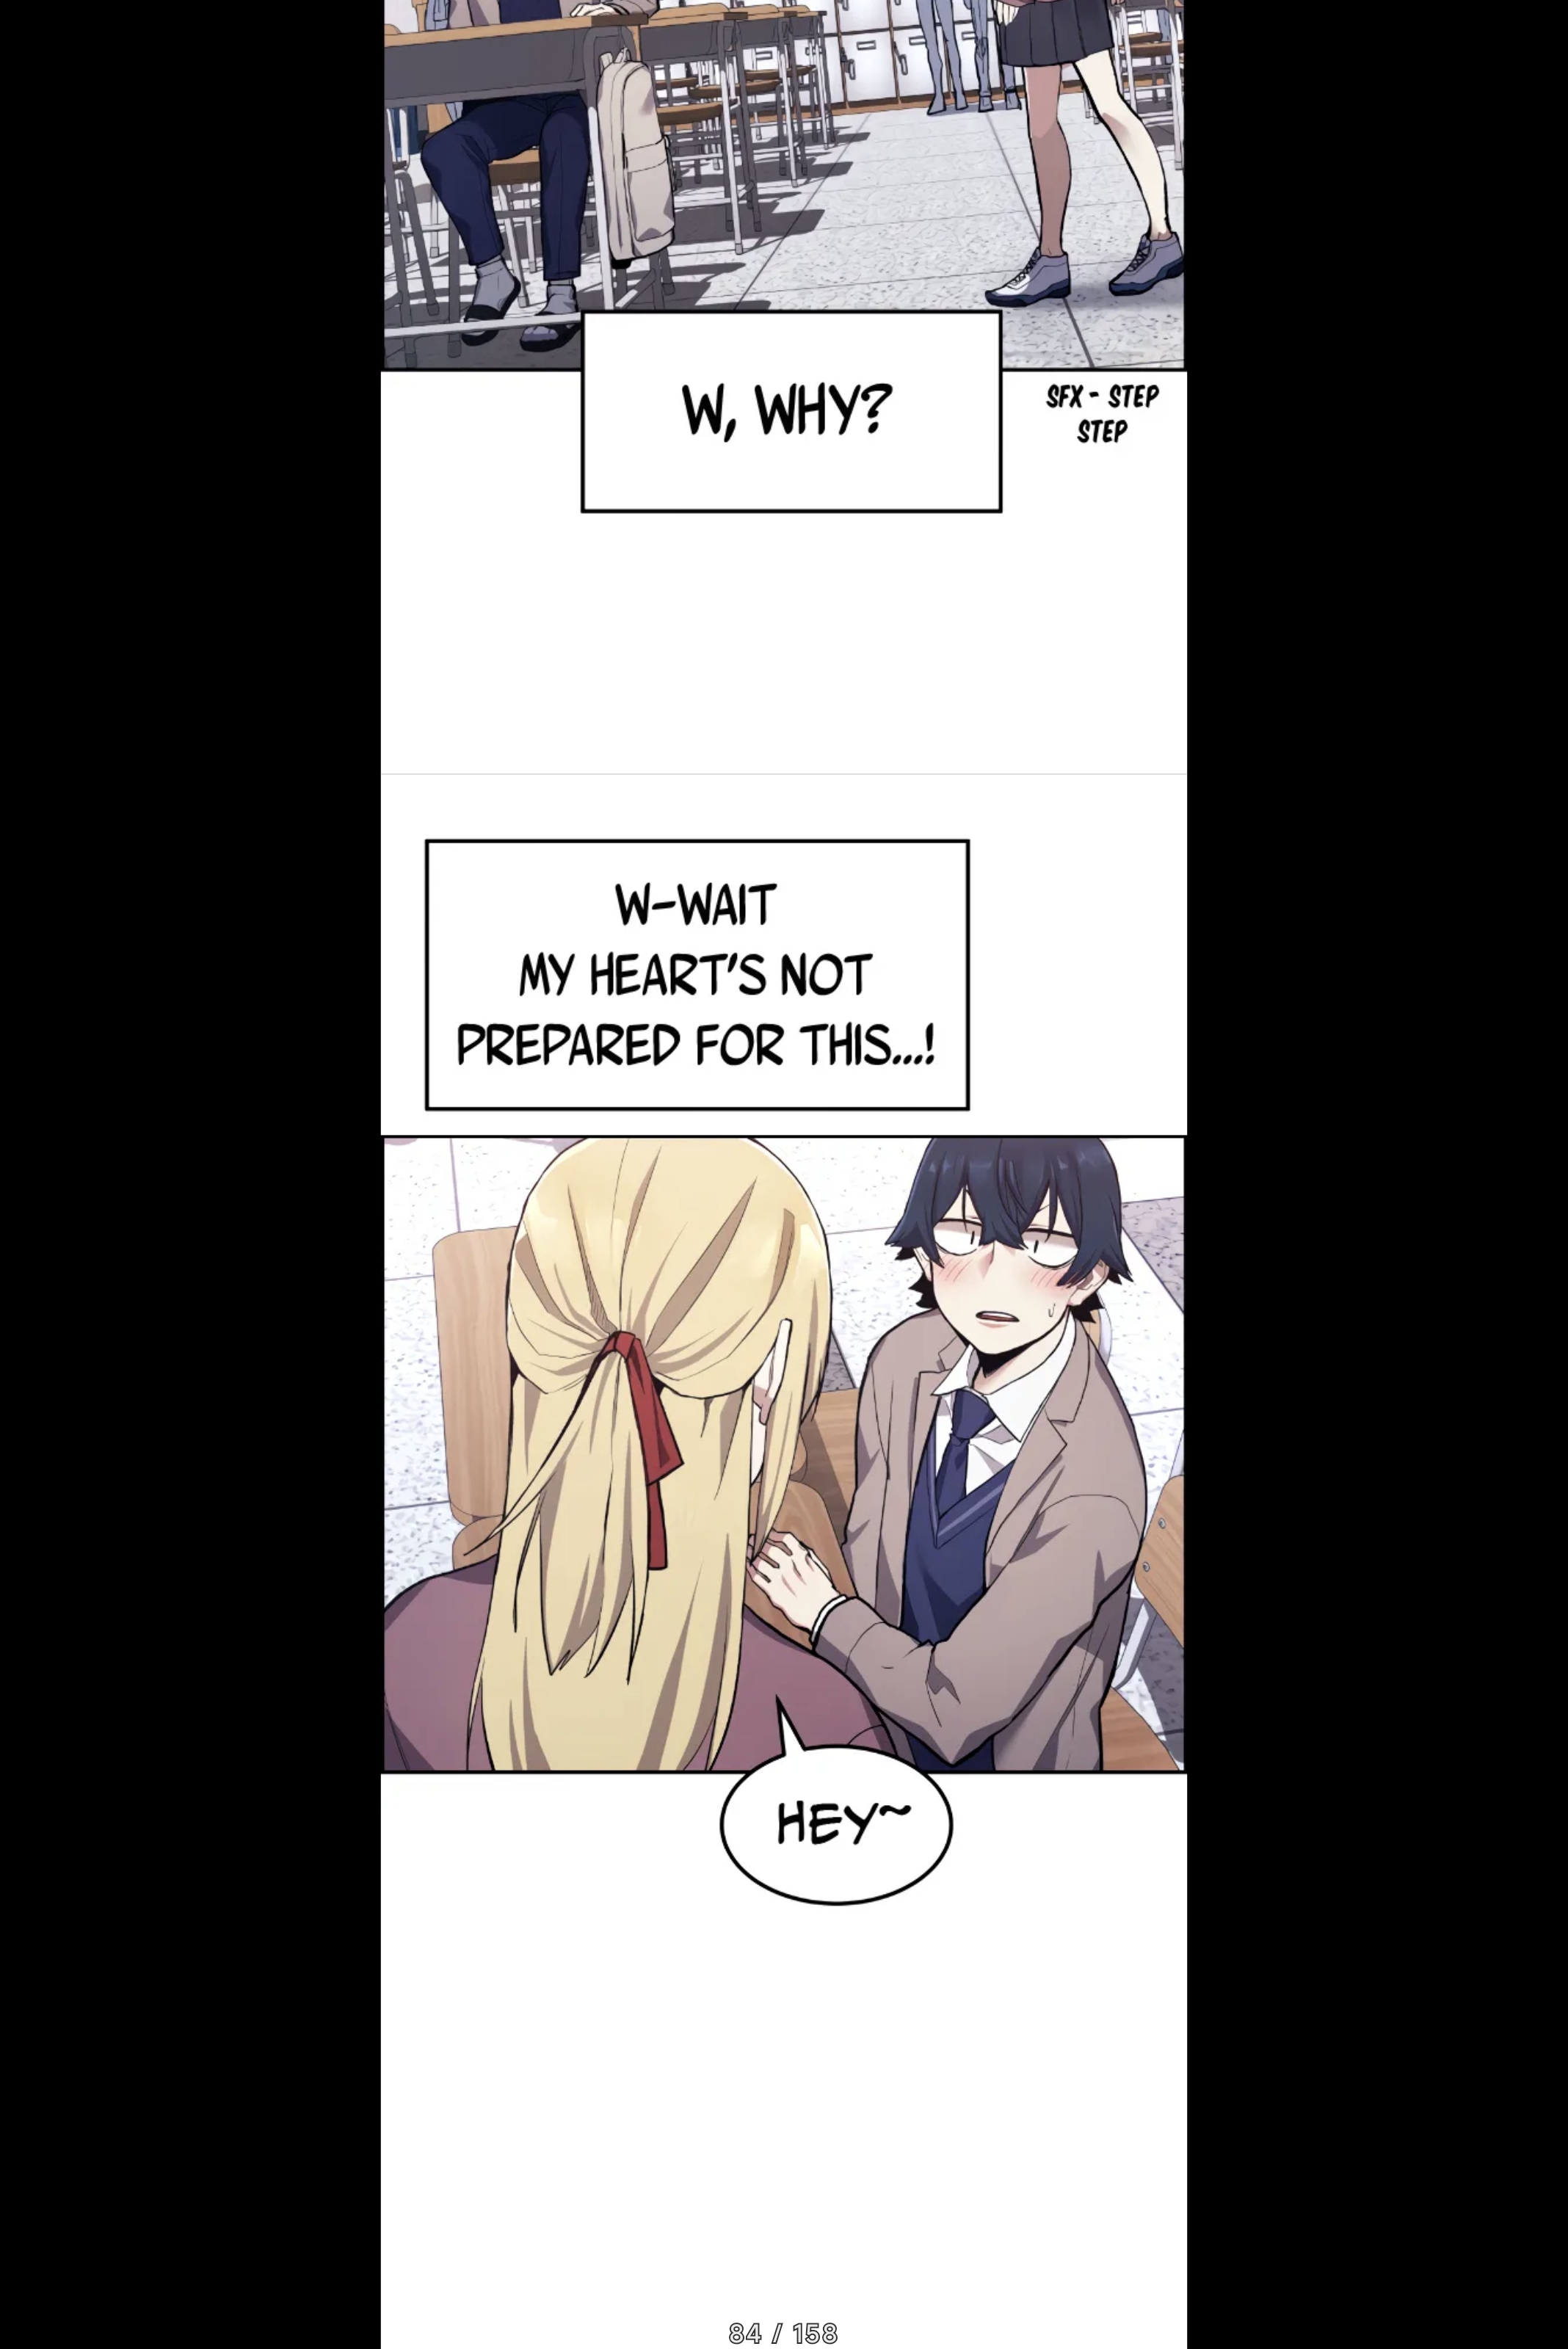 W, WHY?
SFX - STEP
STEP
W-WAIT
MY HEART'S NOT
PREPARED FOR THIS...!
HEY~
84 / 158